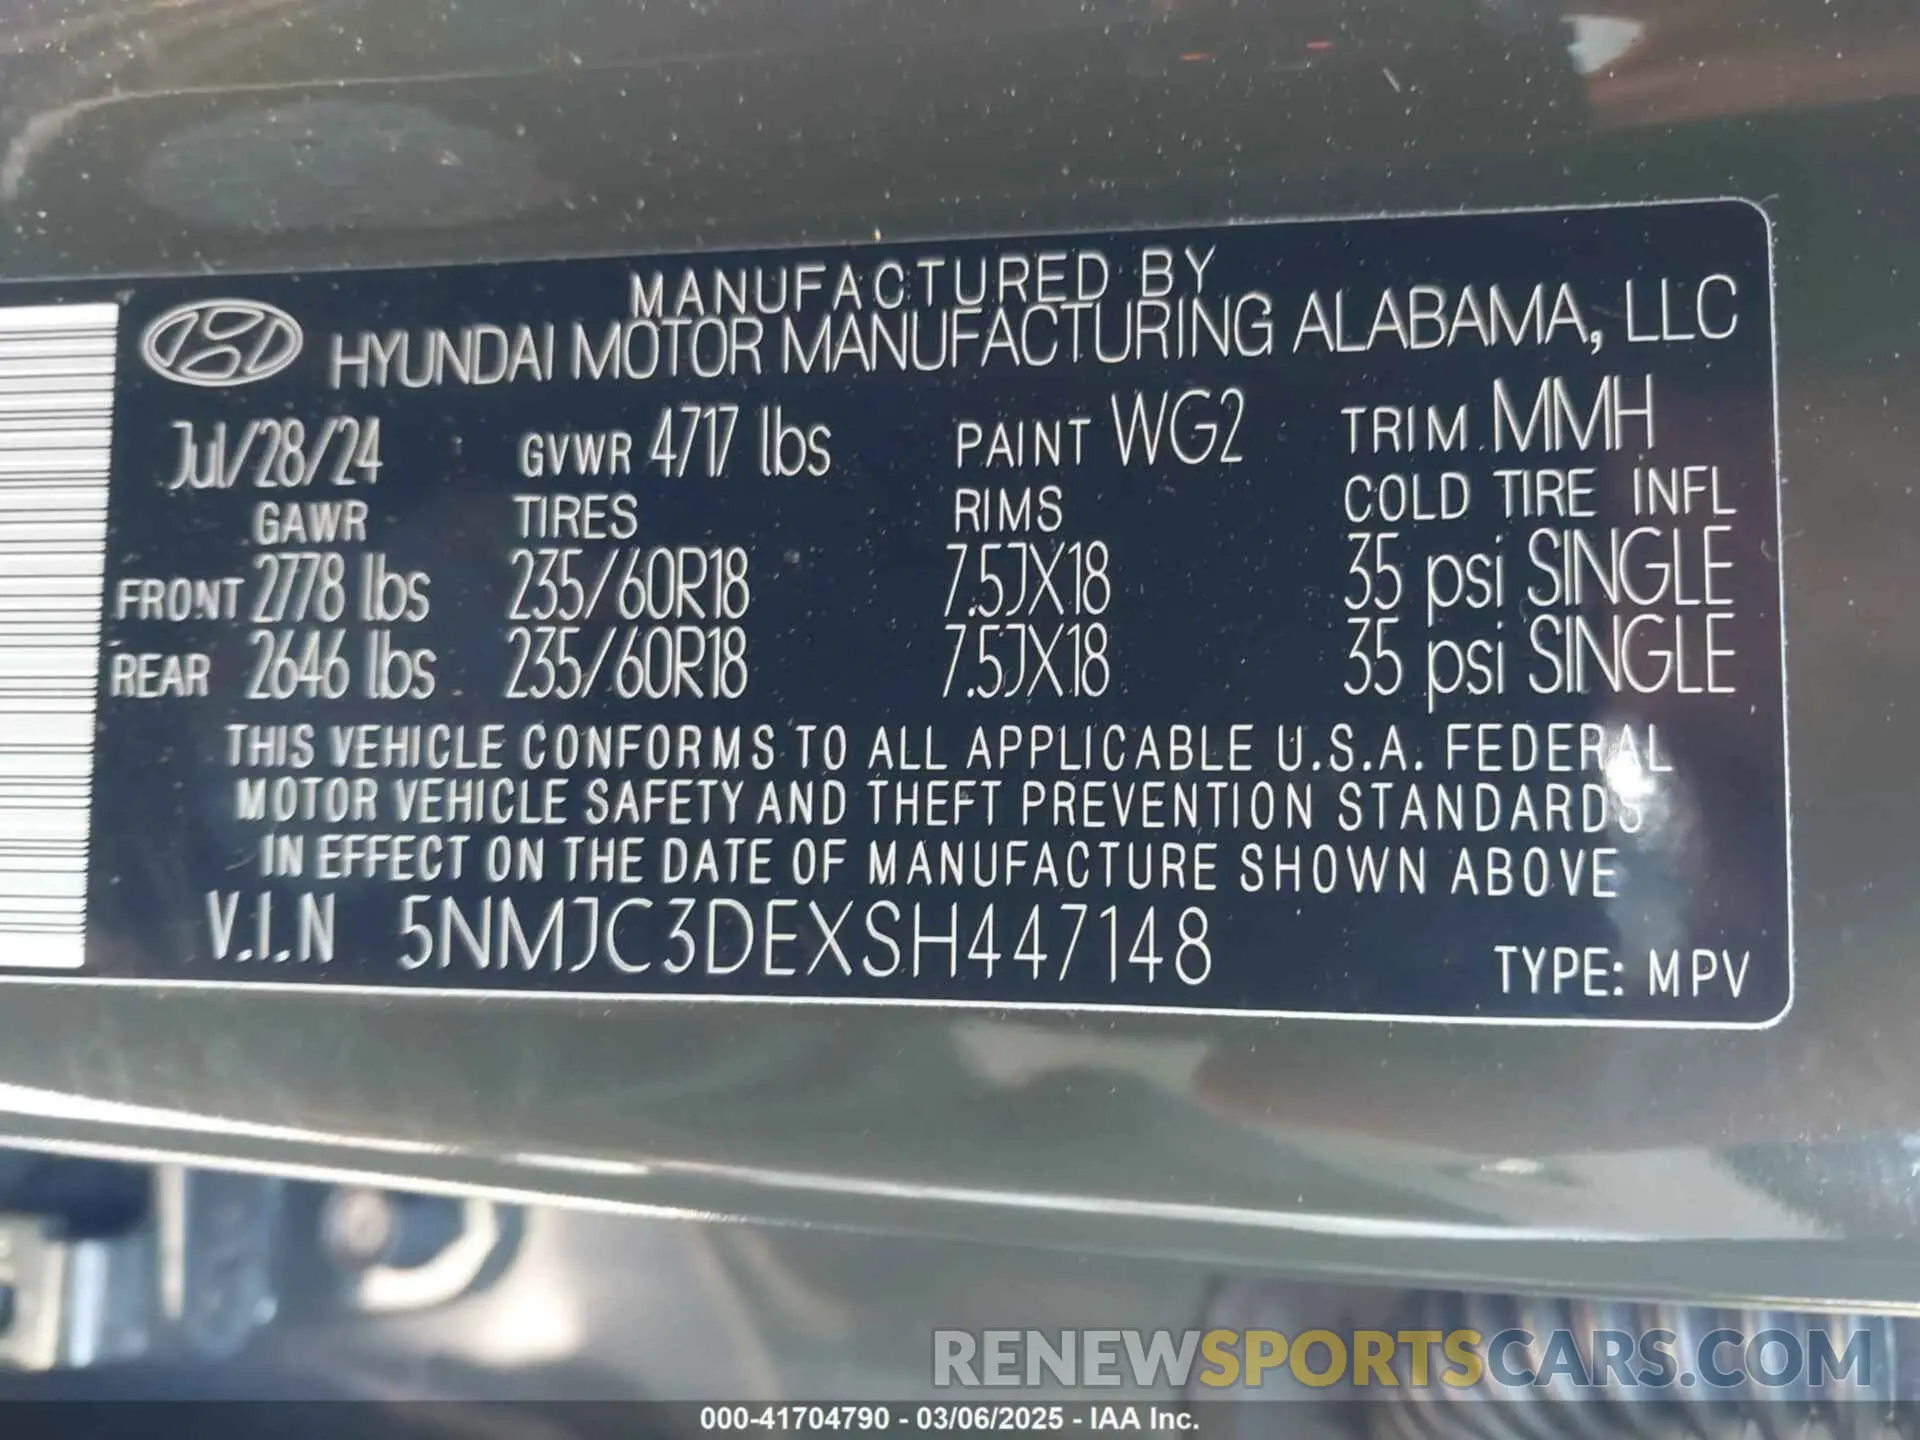 MANUFACTURED BY
HYUNDAI MOTOR MANUFACTURING ALABAMA, LLC
Jul/28/24 GVWR 4717 lbs PAINT WG2 TRIM MMH
GAWR TIRES RIMS COLD TIRE INFL
FRONT 2778 lbs 235/60R18 7.5JX18 35 psi SINGLE
REAR 2646 lbs 235/60R18 7.5JX18 35 psi SINGLE
THIS VEHICLE CONFORMS TO ALL APPLICABLE U.S.A. FEDERAL
MOTOR VEHICLE SAFETY AND THEFT PREVENTION STANDARDS
IN EFFECT ON THE DATE OF MANUFACTURE SHOWN ABOVE
V.I.N 5NMJC3DEXSH447148 TYPE: MPV
RENEWSPORTSCARS.COM
000-41704790 - 03/06/2025 - IAA Inc.